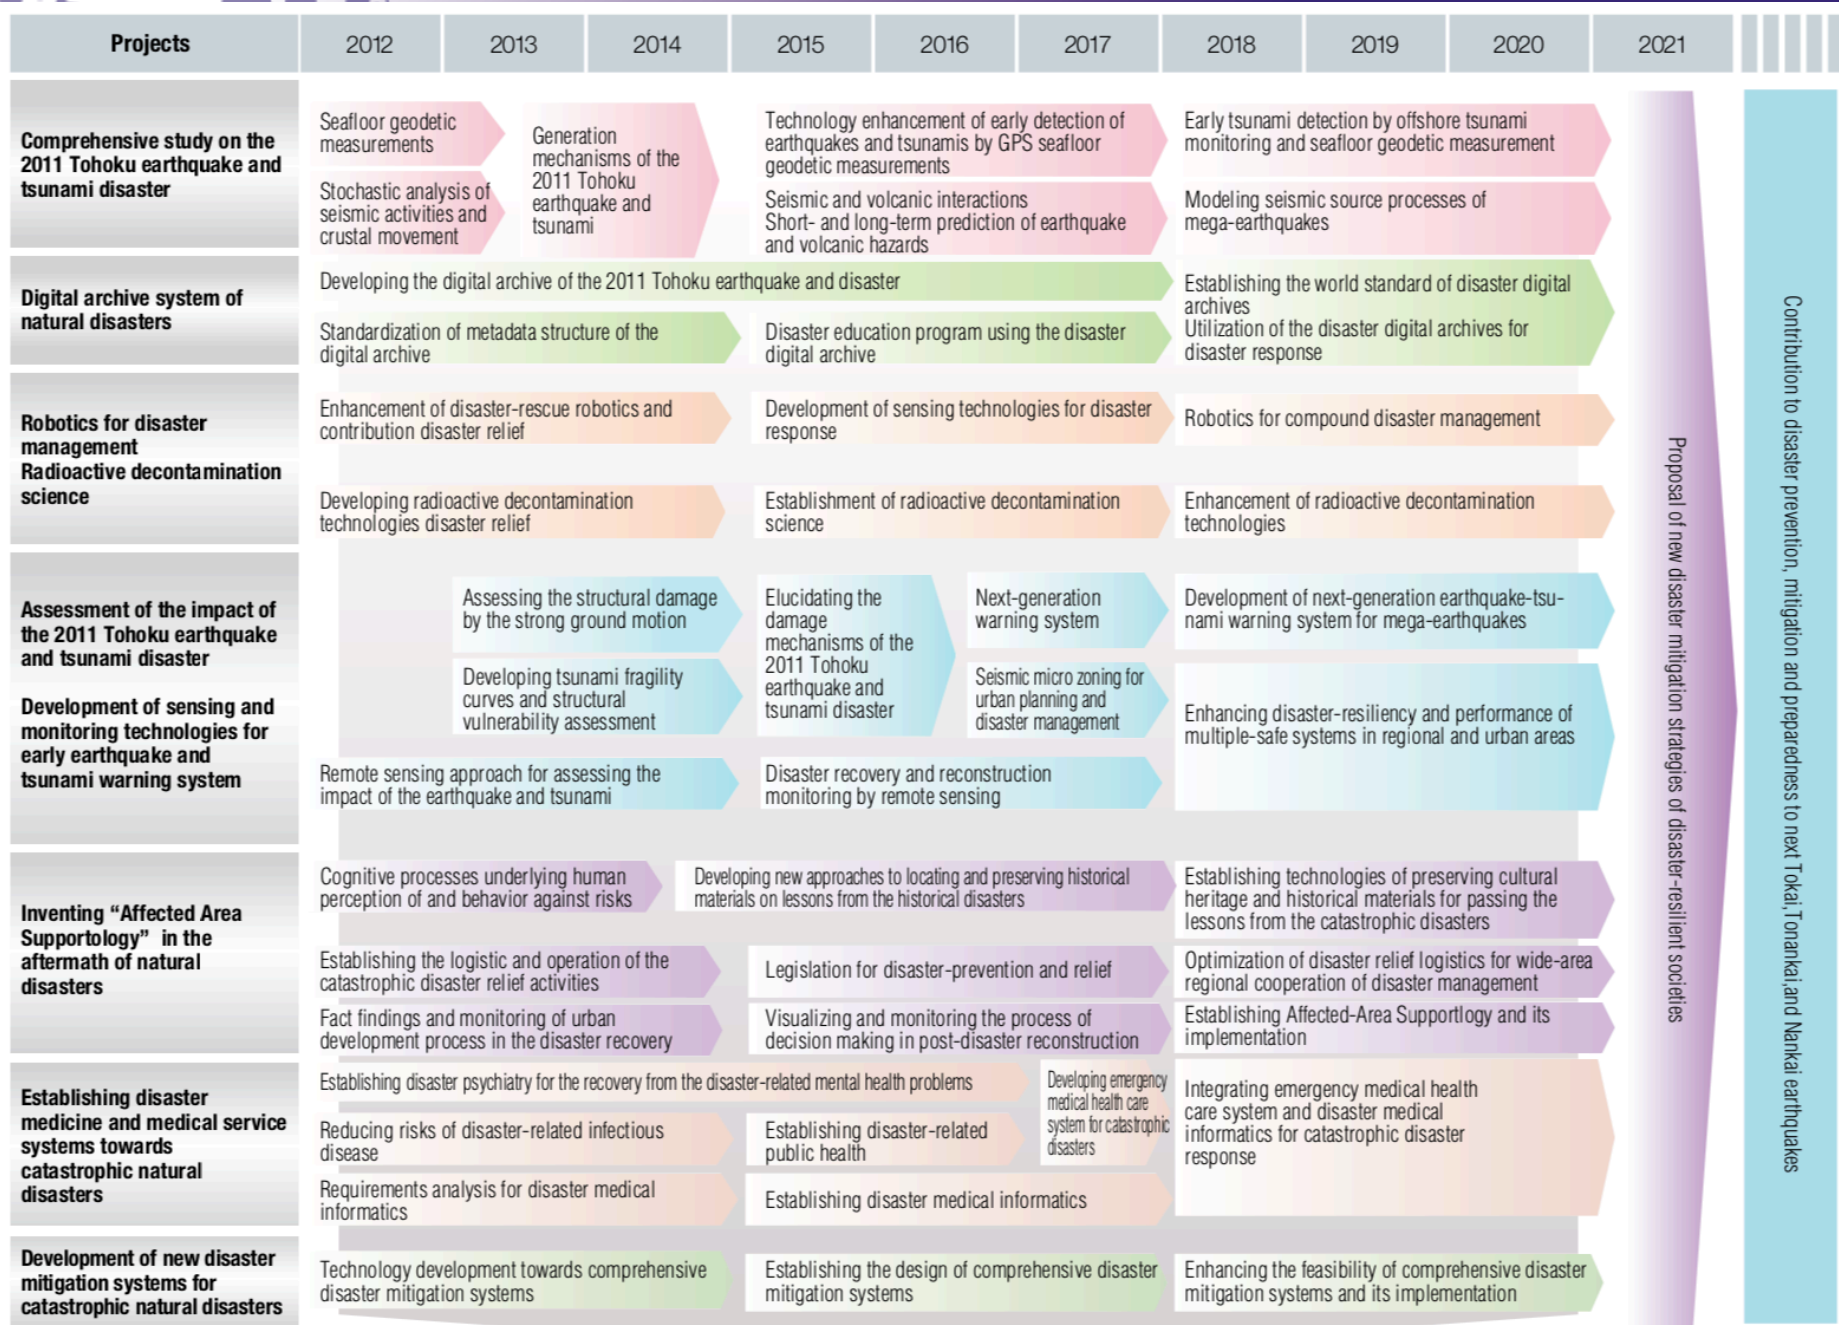 Projects
2012
2013
2014
2015
2016
2017
2018
2019
2020
2021
Comprehensive study on the
2011 Tohoku earthquake and
tsunami disaster
Seafloor geodetic
measurements
Stochastic analysis of
seismic activities and
crustal movement
Generation
mechanisms of the
2011 Tohoku
earthquake and
tsunami
Technology enhancement of early detection of
earthquakes and tsunamis by GPS seafloor
geodetic measurements
Seismic and volcanic interactions
Short- and long-term prediction of earthquake
and volcanic hazards
Early tsunami detection by offshore tsunami
monitoring and seafloor geodetic measurement
Modeling seismic source processes of
mega-earthquakes
Digital archive system of
natural disasters
Developing the digital archive of the 2011 Tohoku earthquake and disaster
Standardization of metadata structure of the
digital archive
Disaster education program using the disaster
digital archive
Establishing the world standard of disaster digital
archives
Utilization of the disaster digital archives for
disaster response
Robotics for disaster
management
Radioactive decontamination
science
Enhancement of disaster-rescue robotics and
contribution disaster relief
Development of sensing technologies for disaster
response
Robotics for compound disaster management
Developing radioactive decontamination
technologies disaster relief
Establishment of radioactive decontamination
science
Enhancement of radioactive decontamination
technologies
Assessment of the impact of
the 2011 Tohoku earthquake
and tsunami disaster
Development of sensing and
monitoring technologies for
early earthquake and
tsunami warning system
Assessing the structural damage
by the strong ground motion
Developing tsunami fragility
curves and structural
vulnerability assessment
Elucidating the
damage
mechanisms of the
2011 Tohoku
earthquake and
tsunami disaster
Next-generation
warning system
Seismic micro zoning for
urban planning and
disaster management
Development of next-generation earthquake-tsu-
nami warning system for mega-earthquakes
Enhancing disaster-resiliency and performance of
multiple-safe systems in regional and urban areas
Remote sensing approach for assessing the
impact of the earthquake and tsunami
Disaster recovery and reconstruction
monitoring by remote sensing
Inventing “Affected Area
Supportology” in the
aftermath of natural
disasters
Cognitive processes underlying human
perception of and behavior against risks
Developing new approaches to locating and preserving historical
materials on lessons from the historical disasters
Establishing technologies of preserving cultural
heritage and historical materials for passing the
lessons from the catastrophic disasters
Establishing the logistic and operation of the
catastrophic disaster relief activities
Legislation for disaster-prevention and relief
Optimization of disaster relief logistics for wide-area
regional cooperation of disaster management
Fact findings and monitoring of urban
development process in the disaster recovery
Visualizing and monitoring the process of
decision making in post-disaster reconstruction
Establishing Affected-Area Supportlogy and its
implementation
Establishing disaster
medicine and medical service
systems towards
catastrophic natural
disasters
Establishing disaster psychiatry for the recovery from the disaster-related mental health problems
Reducing risks of disaster-related infectious
disease
Establishing disaster-related
public health
Developing emergency
medical health care
system for catastrophic
disasters
Integrating emergency medical health
care system and disaster medical
informatics for catastrophic disaster
response
Requirements analysis for disaster medical
informatics
Establishing disaster medical informatics
Development of new disaster
mitigation systems for
catastrophic natural disasters
Technology development towards comprehensive
disaster mitigation systems
Establishing the design of comprehensive disaster
mitigation systems
Enhancing the feasibility of comprehensive disaster
mitigation systems and its implementation
Proposal of new disaster mitigation strategies of disaster-resilient societies
Contribution to disaster prevention, mitigation and preparedness to next Tokai,Tonankai,and Nankai earthquakes